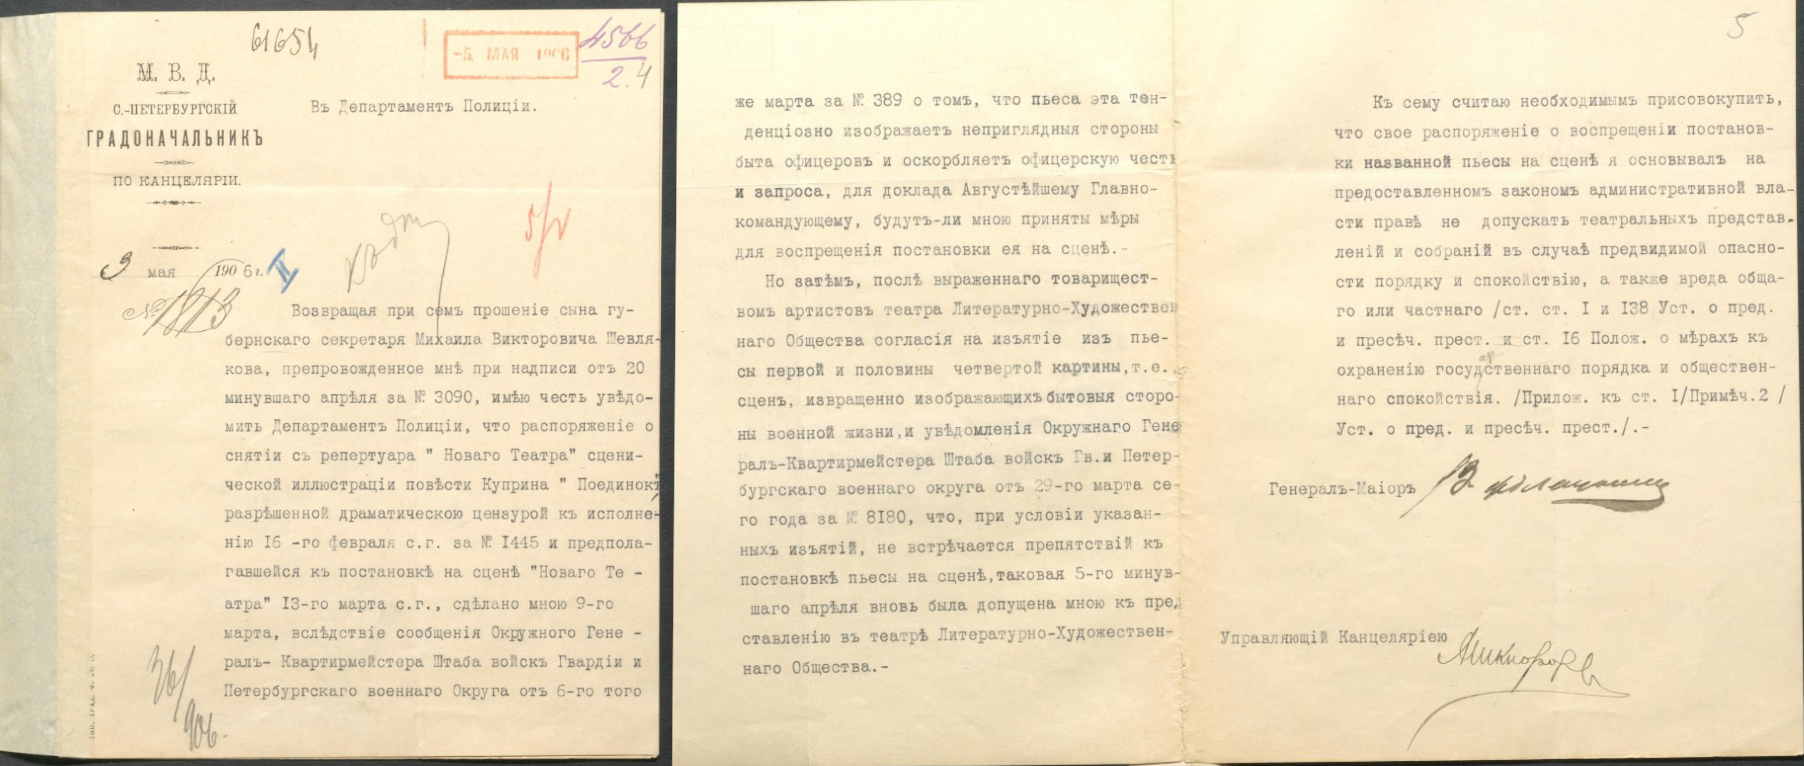 61654
-5 МАЯ 1906
4566
2.4
М. В. Д.
С.-ПЕТЕРБУРГСКІЙ
ГРАДОНАЧАЛЬНИКЪ
ПО КАНЦЕЛЯРІИ.
Въ Департаментъ Полиціи.
3 мая 1906 г.
II
№ 1813
Возвращая при семъ прошеніе сына гу-
бернскаго секретаря Михаила Викторовича Шевля-
кова, препровожденное мнѣ при надписи отъ 20
минувшаго апрѣля за № 3090, имѣю честь увѣдо-
мить Департаментъ Полиціи, что распоряженіе о
снятіи съ репертуара " Новаго Театра" сцени-
ческой иллюстраціи повѣсти Куприна " Поединокъ",
разрѣшенной драматическою цензурой къ исполне-
нію 16 -го февраля с.г. за № 1445 и предпола-
гавшейся къ постановкѣ на сценѣ "Новаго Те -
атра" 13-го марта с.г., сдѣлано мною 9-го
марта, вслѣдствіе сообщенія Окружного Гене -
ралъ- Квартирмейстера Штаба войскъ Гвардіи и
Петербургскаго военнаго Округа отъ 6-го того
36/906.
же марта за № 389 о томъ, что пьеса эта тен-
денціозно изображаетъ неприглядныя стороны
быта офицеровъ и оскорбляетъ офицерскую честь
и запроса, для доклада Августѣйшему Главно-
командующему, будутъ-ли мною приняты мѣры
для воспрещенія постановки ея на сценѣ.-
Но затѣмъ, послѣ выраженнаго товарищест-
вомъ артистовъ театра Литературно-Художествен
наго Общества согласія на изъятіе изъ пье-
сы первой и половины четвертой картины,т.е.
сценъ, извращенно изображающихъ бытовыя сторо-
ны военной жизни,и увѣдомленія Окружнаго Гене
ралъ-Квартирмейстера Штаба войскъ Гв.и Петер-
бургскаго военнаго округа отъ 29-го марта се-
го года за № 8180, что, при условіи указан-
ныхъ изъятій, не встрѣчается препятствій къ
постановкѣ пьесы на сценѣ,таковая 5-го минув-
шаго апрѣля вновь была допущена мною къ пред
ставленію въ театрѣ Литературно-Художествен-
наго Общества.-
5
Къ сему считаю необходимымъ присовокупить,
что свое распоряженіе о воспрещеніи постанов-
ки названной пьесы на сценѣ я основывалъ на
предоставленномъ закономъ административной вла-
сти правѣ не допускать театральныхъ представ-
леній и собраній въ случаѣ предвидимой опасно-
сти порядку и спокойствію, а также вреда обща-
го или частнаго /ст. ст. I и I38 Уст. о пред.
и пресѣч. прест. и ст. I6 Полож. о мѣрахъ къ
охраненію государственнаго порядка и обществен-
наго спокойствія. /Прилож. къ ст. I/Примѣч.2 /
Уст. о пред. и пресѣч. прест./.-
Генералъ-Маіоръ
Управляющій Канцеляріею Никифоровъ